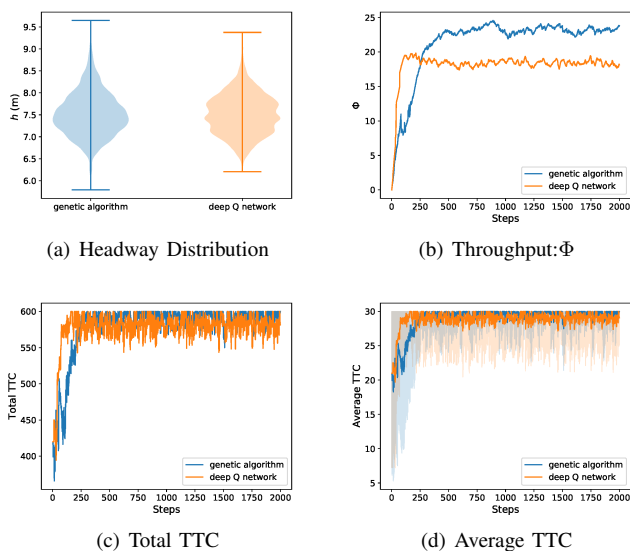 9.5
9.0
8.5
8.0
7.5
7.0
6.5
6.0
h (m)
genetic algorithm
deep Q network
(a) Headway Distribution
25
20
15
10
5
0
Φ
genetic algorithm
deep Q network
0 250 500 750 1000 1250 1500 1750 2000
Steps
(b) Throughput:Φ
600
550
500
450
400
Total TTC
genetic algorithm
deep Q network
0 250 500 750 1000 1250 1500 1750 2000
Steps
(c) Total TTC
30
25
20
15
10
5
Average TTC
genetic algorithm
deep Q network
0 250 500 750 1000 1250 1500 1750 2000
Steps
(d) Average TTC